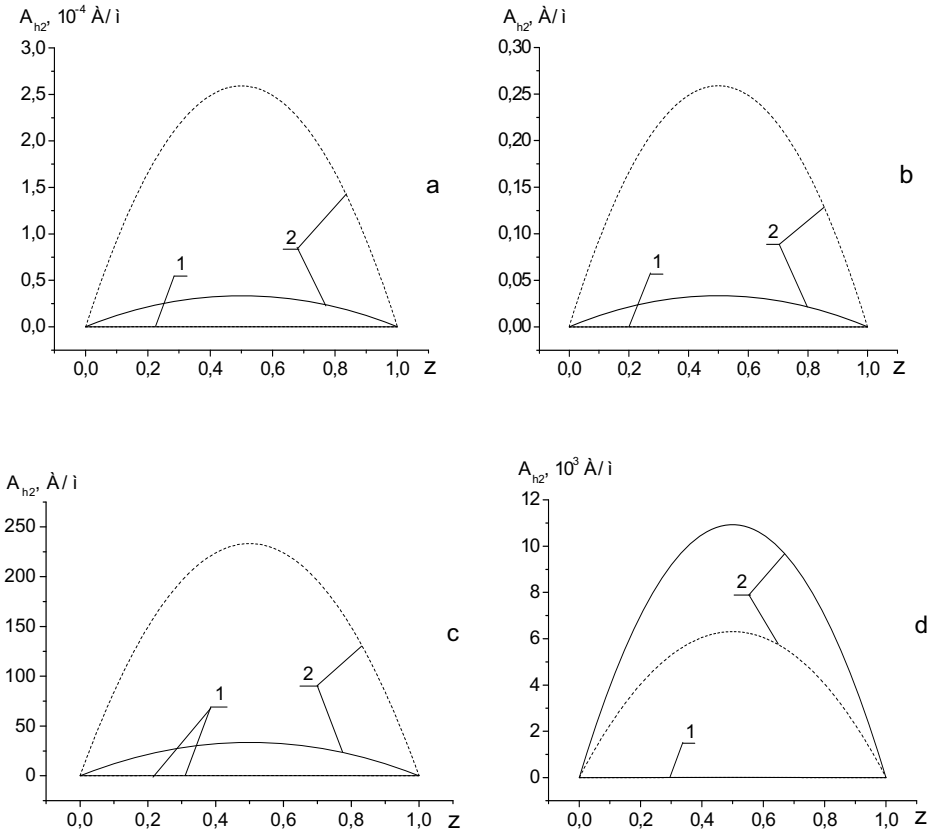 A h2, 10 -4 À/ ì
3,0
2,5
2,0
1,5
1,0
0,5
0,0
0,0 0,2 0,4 0,6 0,8 1,0 z
1
2
a
A h2, À/ ì
0,30
0,25
0,20
0,15
0,10
0,05
0,00
0,0 0,2 0,4 0,6 0,8 1,0 z
1
2
b
A h2, À/ ì
250
200
150
100
50
0
0,0 0,2 0,4 0,6 0,8 1,0 z
1
2
c
A h2, 10 3 À/ ì
12
10
8
6
4
2
0
0,0 0,2 0,4 0,6 0,8 1,0 z
2
1
d